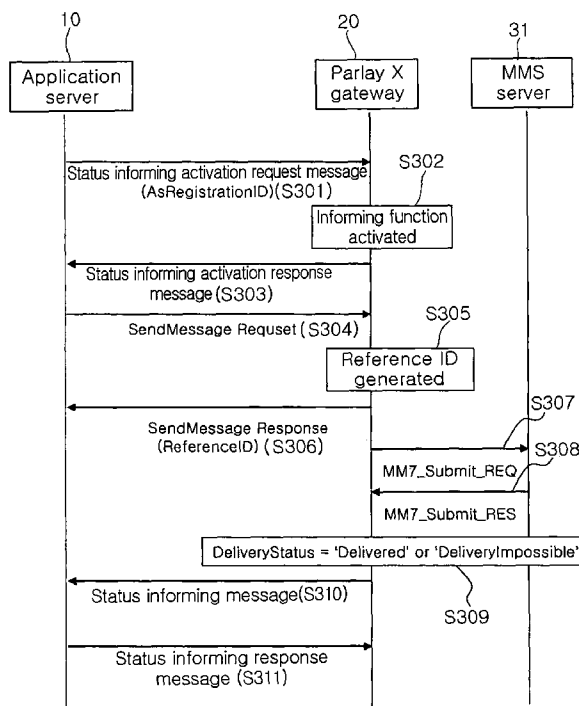 10
20
31
Application
server
Parlay X
gateway
MMS
server
Status informing activation request message
(AsRegistrationID)(S301)
S302
Informing function
activated
Status informing activation response
message(S303)
SendMessage Requset (S304)
S305
Reference ID
generated
SendMessage Response
(ReferenceID) (S306)
S307
MM7_Submit_REQ
S308
MM7_Submit_RES
DeliveryStatus = 'Delivered' or 'DeliveryImpossible'
Status informing message(S310)
S309
Status informing response
message (S311)